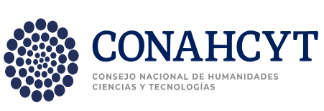 CONAHCYT
CONSEJO NACIONAL DE HUMANIDADES
CIENCIAS Y TECNOLOGÍAS